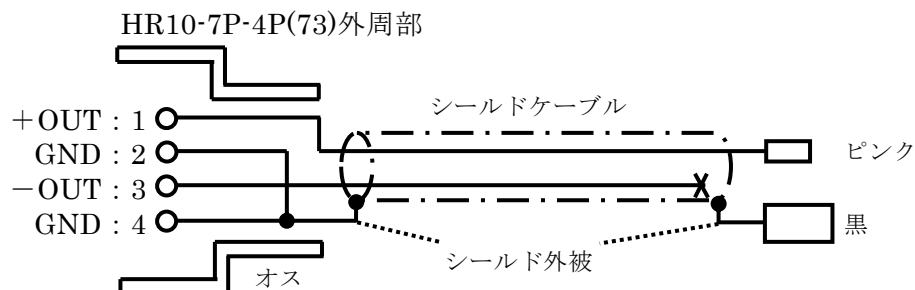 HR10-7P-4P(73)外周部
シールドケーブル
+OUT : 1
GND : 2
-OUT : 3
GND : 4
ピンク
黒
シールド外被
オス